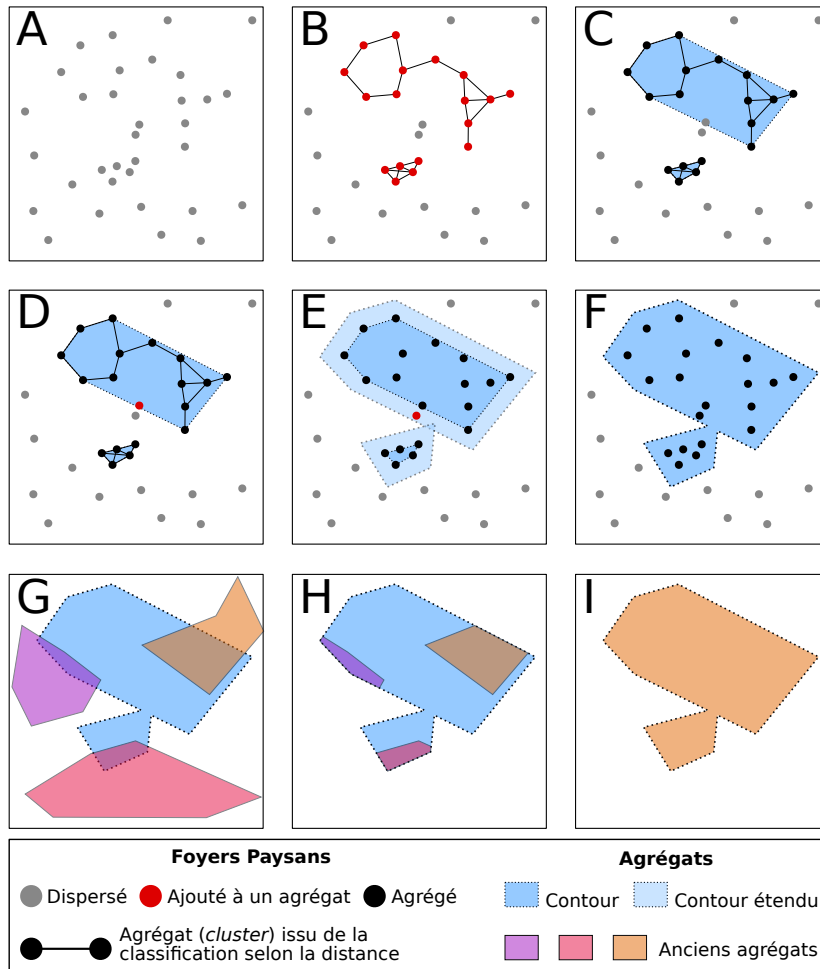 A
B
C
D
E
F
G
H
I
Foyers Paysan
Dispersé
Ajouté à un agrégat
Agrégé
Agrégat (cluster) issu de la
classification selon la distance
Agrégats
Contour
Contour étendu
Anciens agrégats